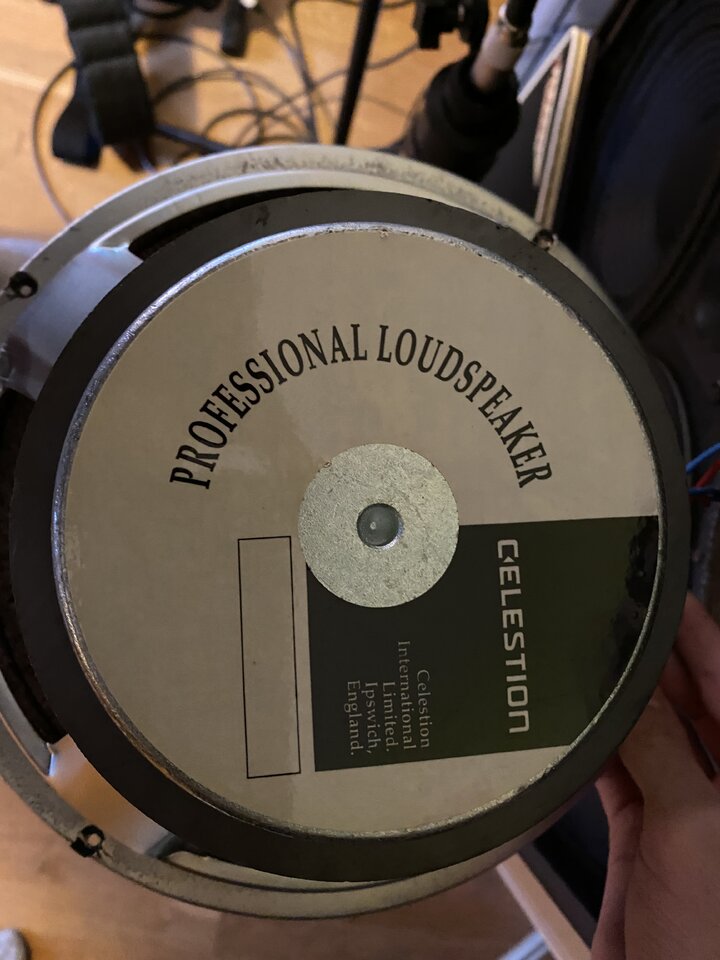 PROFESSIONAL LOUDSPEAKER
CELESTION
Celestion
International
Limited.
Ipswich,
England.